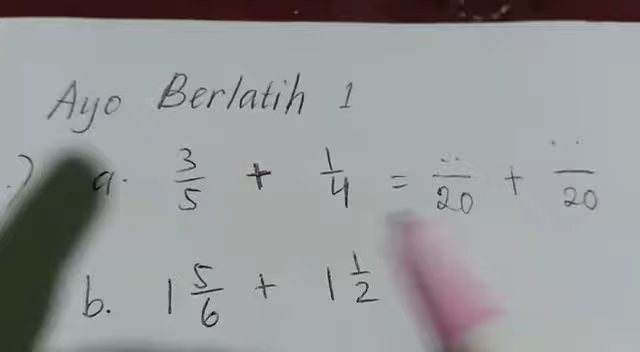 Ayo Berlatih 1
.) a. 3/5 + 1/4 = ../20 + ../20
b. 1 5/6 + 1 1/2